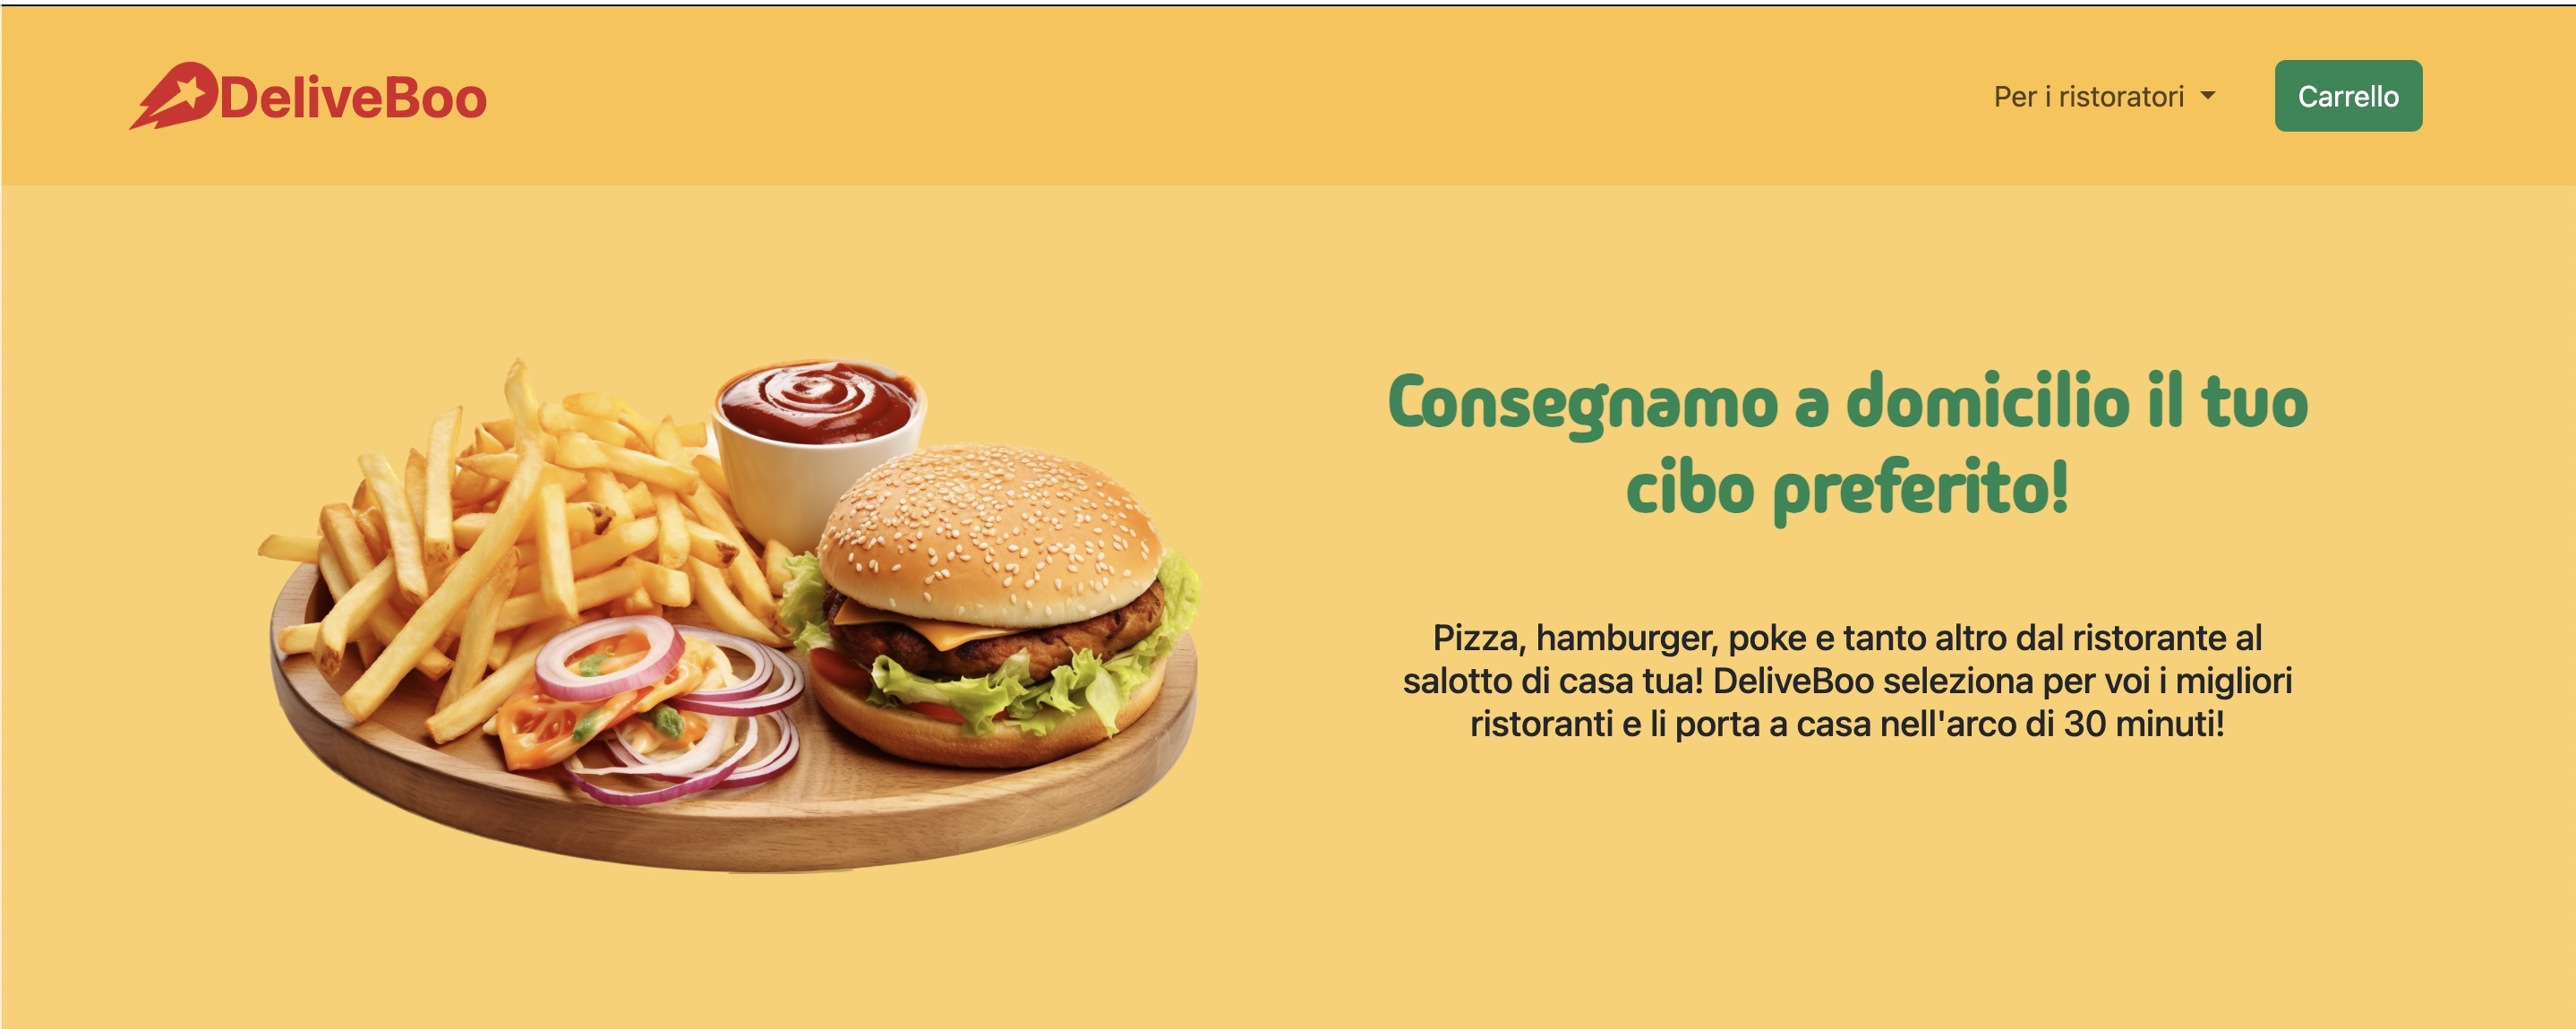 DeliveBoo
Per i ristoratori
Carrello
Consegnamo a domicilio il tuo
cibo preferito!
Pizza, hamburger, poke e tanto altro dal ristorante al
salotto di casa tua! DeliveBoo seleziona per voi i migliori
ristoranti e li porta a casa nell'arco di 30 minuti!